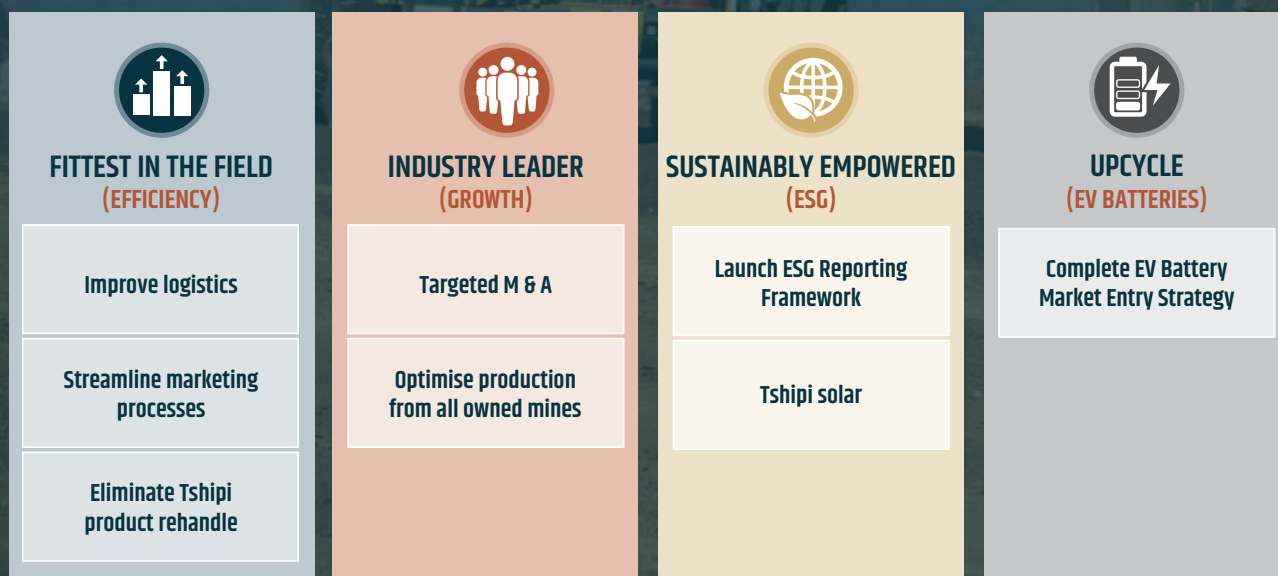 FITTEST IN THE FIELD
(EFFICIENCY)
Improve logistics
Streamline marketing
processes
Eliminate Tshipi
product rehandle
INDUSTRY LEADER
(GROWTH)
Targeted M & A
Optimise production
from all owned mines
SUSTAINABLY EMPOWERED
(ESG)
Launch ESG Reporting
Framework
Tshipi solar
UPCYCLE
(EV BATTERIES)
Complete EV Battery
Market Entry Strategy